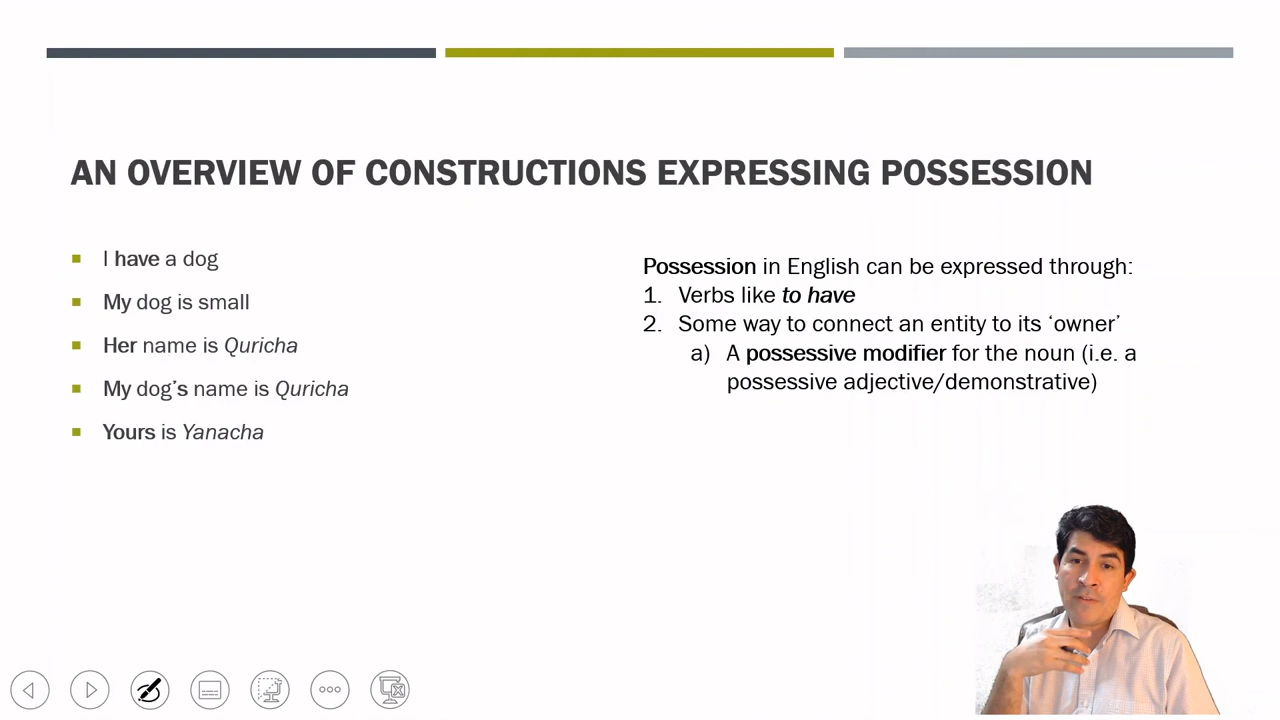 AN OVERVIEW OF CONSTRUCTIONS EXPRESSING POSSESSION
I have a dog
My dog is small
Her name is Quricha
My dog’s name is Quricha
Yours is Yanacha
Possession in English can be expressed through:
1. Verbs like to have
2. Some way to connect an entity to its ‘owner’
a) A possessive modifier for the noun (i.e. a
possessive adjective/demonstrative)